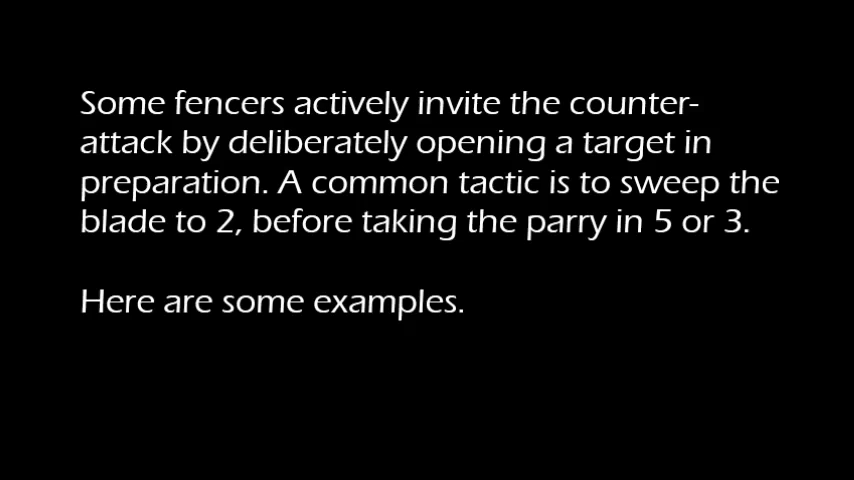 Some fencers actively invite the counter-
attack by deliberately opening a target in
preparation. A common tactic is to sweep the
blade to 2, before taking the parry in 5 or 3.
Here are some examples.